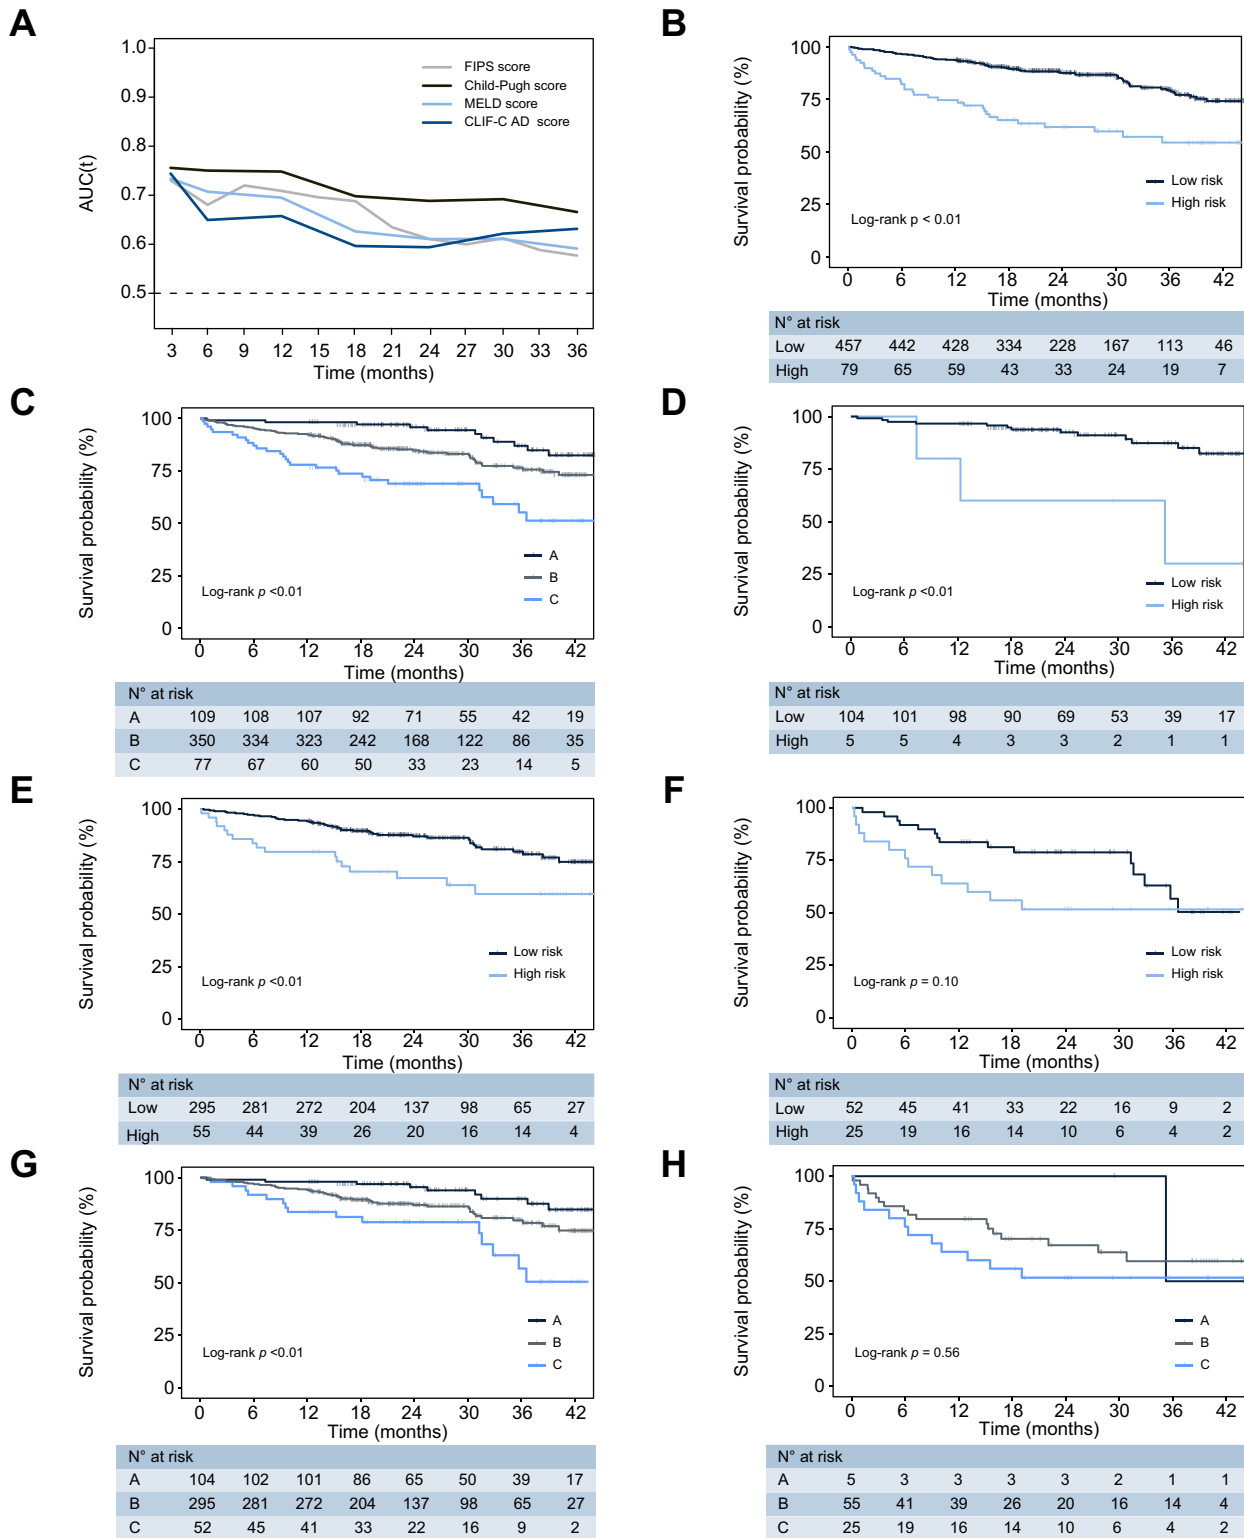 A
1.0
0.9
0.8
0.7
0.6
0.5
AUC(t)
FIPS score
Child-Pugh score
MELD score
CLIF-C AD score
3 6 9 12 15 18 21 24 27 30 33 36
Time (months)
B
100
75
50
25
0
Survival probability (%)
Low risk
High risk
Log-rank p < 0.01
0 6 12 18 24 30 36 42
Time (months)
N° at risk
Low 457 442 428 334 228 167 113 46
High 79 65 59 43 33 24 19 7
C
100
75
50
25
0
Survival probability (%)
A
B
C
Log-rank p <0.01
0 6 12 18 24 30 36 42
Time (months)
N° at risk
A 109 108 107 92 71 55 42 19
B 350 334 323 242 168 122 86 35
C 77 67 60 50 33 23 14 5
D
100
75
50
25
0
Survival probability (%)
Low risk
High risk
Log-rank p <0.01
0 6 12 18 24 30 36 42
Time (months)
N° at risk
Low 104 101 98 90 69 53 39 17
High 5 5 4 3 3 2 1 1
E
100
75
50
25
0
Survival probability (%)
Low risk
High risk
Log-rank p <0.01
0 6 12 18 24 30 36 42
Time (months)
N° at risk
Low 295 281 272 204 137 98 65 27
High 55 44 39 26 20 16 14 4
F
100
75
50
25
0
Survival probability (%)
Low risk
High risk
Log-rank p = 0.10
0 6 12 18 24 30 36 42
Time (months)
N° at risk
Low 52 45 41 33 22 16 9 2
High 25 19 16 14 10 6 4 2
G
100
75
50
25
0
Survival probability (%)
A
B
C
Log-rank p <0.01
0 6 12 18 24 30 36 42
Time (months)
N° at risk
A 104 102 101 86 65 50 39 17
B 295 281 272 204 137 98 65 27
C 52 45 41 33 22 16 9 2
H
100
75
50
25
0
Survival probability (%)
A
B
C
Log-rank p = 0.56
0 6 12 18 24 30 36 42
Time (months)
N° at risk
A 5 3 3 3 3 2 1 1
B 55 41 39 26 20 16 14 4
C 25 19 16 14 10 6 4 2